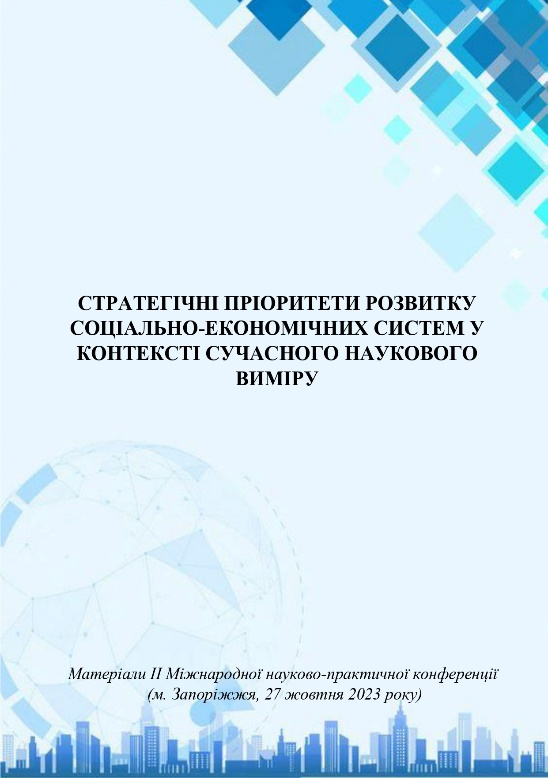 СТРАТЕГІЧНІ ПРІОРИТЕТИ РОЗВИТКУ
СОЦІАЛЬНО-ЕКОНОМІЧНИХ СИСТЕМ У
КОНТЕКСТІ СУЧАСНОГО НАУКОВОГО
ВИМІРУ
Матеріали ІІ Міжнародної науково-практичної конференції
(м. Запоріжжя, 27 жовтня 2023 року)